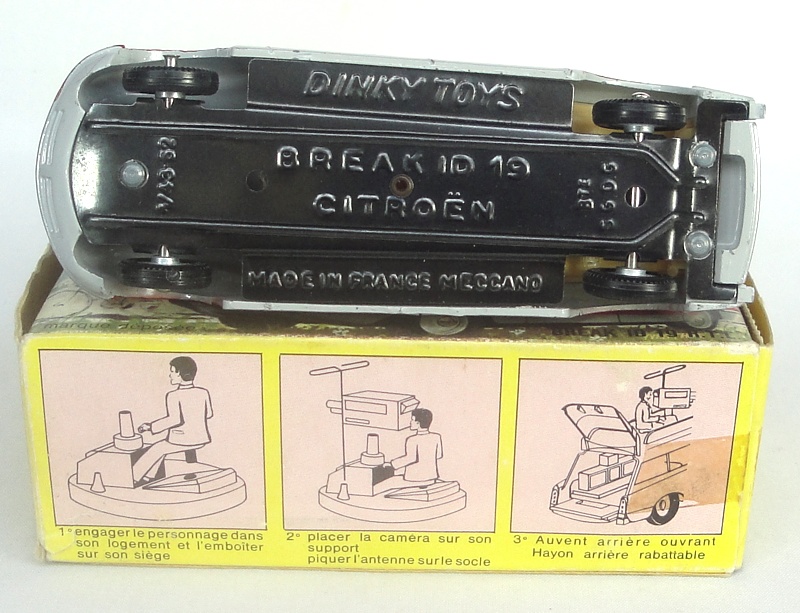 DINKY TOYS
BREAK ID 19
CITROËN
MADE IN FRANCE MECCANO
1° engager le personnage dans
son logement et l'emboîter
sur son siège
2° placer la caméra sur son
support
piquer l'antenne sur le socle
3° Auvent arrière ouvrant
Hayon arrière rabattable